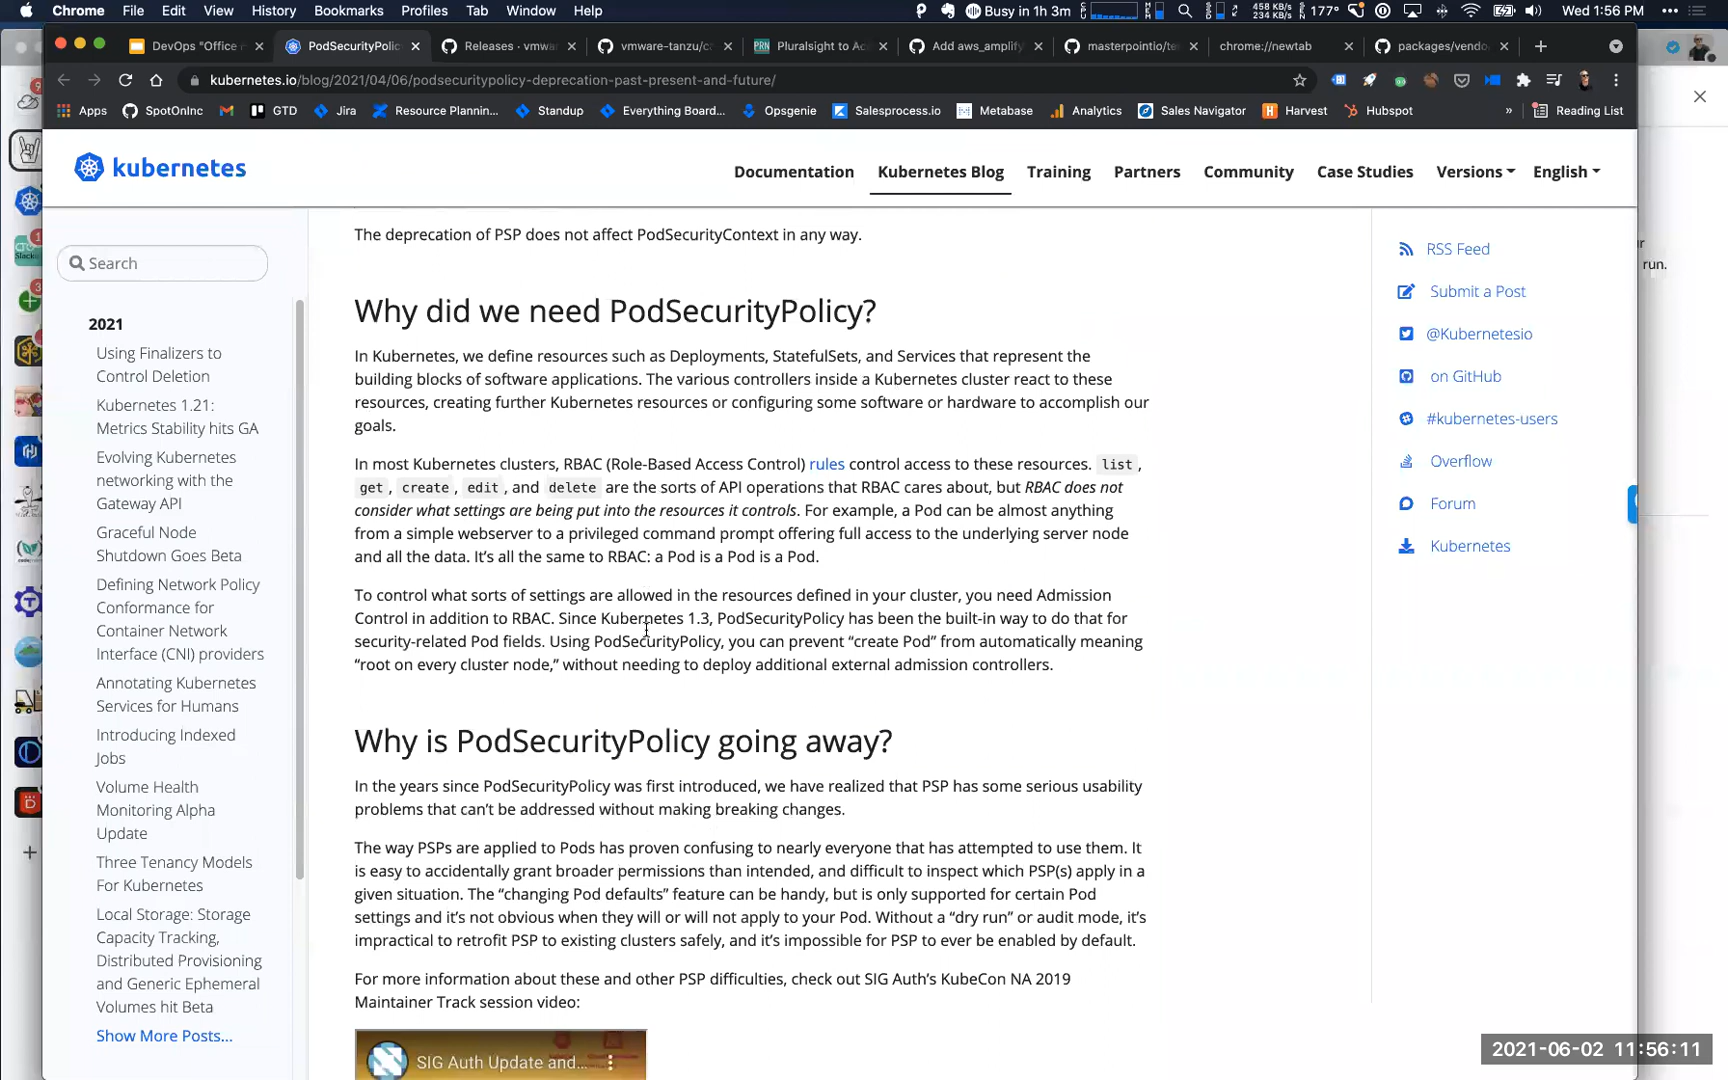 Chrome File Edit View History Bookmarks Profiles Tab Window Help
Busy in 1h 3m 458 KB/s 234 KB/s 177° Wed 1:56 PM
DevOps "Office
PodSecurityPolic
Releases · vmwa
vmware-tanzu/c
Pluralsight to Ac
Add aws_amplify
masterpointio/te
chrome://newtab
packages/vendo
kubernetes.io/blog/2021/04/06/podsecuritypolicy-deprecation-past-present-and-future/
Apps SpotOnInc GTD Jira Resource Plannin... Standup Everything Board... Opsgenie Salesprocess.io Metabase Analytics Sales Navigator Harvest Hubspot » Reading List
kubernetes
Documentation Kubernetes Blog Training Partners Community Case Studies Versions English
Search
2021
Using Finalizers to
Control Deletion
Kubernetes 1.21:
Metrics Stability hits GA
Evolving Kubernetes
networking with the
Gateway API
Graceful Node
Shutdown Goes Beta
Defining Network Policy
Conformance for
Container Network
Interface (CNI) providers
Annotating Kubernetes
Services for Humans
Introducing Indexed
Jobs
Volume Health
Monitoring Alpha
Update
Three Tenancy Models
For Kubernetes
Local Storage: Storage
Capacity Tracking,
Distributed Provisioning
and Generic Ephemeral
Volumes hit Beta
Show More Posts...
The deprecation of PSP does not affect PodSecurityContext in any way.
Why did we need PodSecurityPolicy?
In Kubernetes, we define resources such as Deployments, StatefulSets, and Services that represent the
building blocks of software applications. The various controllers inside a Kubernetes cluster react to these
resources, creating further Kubernetes resources or configuring some software or hardware to accomplish our
goals.
In most Kubernetes clusters, RBAC (Role-Based Access Control) rules control access to these resources. list,
get, create, edit, and delete are the sorts of API operations that RBAC cares about, but RBAC does not
consider what settings are being put into the resources it controls. For example, a Pod can be almost anything
from a simple webserver to a privileged command prompt offering full access to the underlying server node
and all the data. It's all the same to RBAC: a Pod is a Pod is a Pod.
To control what sorts of settings are allowed in the resources defined in your cluster, you need Admission
Control in addition to RBAC. Since Kubernetes 1.3, PodSecurityPolicy has been the built-in way to do that for
security-related Pod fields. Using PodSecurityPolicy, you can prevent “create Pod” from automatically meaning
“root on every cluster node,” without needing to deploy additional external admission controllers.
Why is PodSecurityPolicy going away?
In the years since PodSecurityPolicy was first introduced, we have realized that PSP has some serious usability
problems that can't be addressed without making breaking changes.
The way PSPs are applied to Pods has proven confusing to nearly everyone that has attempted to use them. It
is easy to accidentally grant broader permissions than intended, and difficult to inspect which PSP(s) apply in a
given situation. The “changing Pod defaults” feature can be handy, but is only supported for certain Pod
settings and it's not obvious when they will or will not apply to your Pod. Without a “dry run” or audit mode, it's
impractical to retrofit PSP to existing clusters safely, and it's impossible for PSP to ever be enabled by default.
For more information about these and other PSP difficulties, check out SIG Auth's KubeCon NA 2019
Maintainer Track session video:
SIG Auth Update and...
RSS Feed
Submit a Post
@Kubernetesio
on GitHub
#kubernetes-users
Overflow
Forum
Kubernetes
run.
2021-06-02 11:56:11